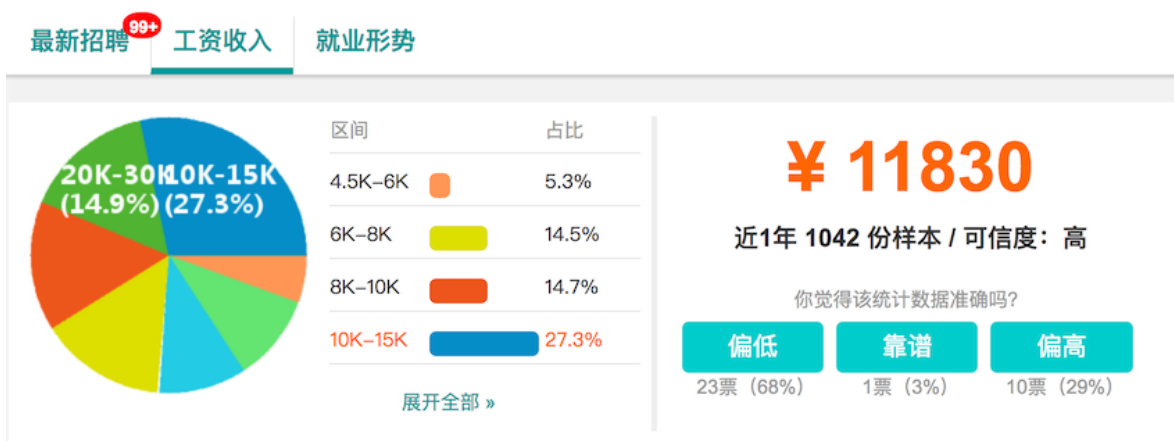 最新招聘
99+
工资收入
就业形势
20K-30K
(14.9%)
10K-15K
(27.3%)
区间 占比
4.5K–6K 5.3%
6K–8K 14.5%
8K–10K 14.7%
10K–15K 27.3%
展开全部 »
¥ 11830
近1年 1042 份样本 / 可信度：高
你觉得该统计数据准确吗?
偏低 靠谱 偏高
23票（68%） 1票（3%） 10票（29%）